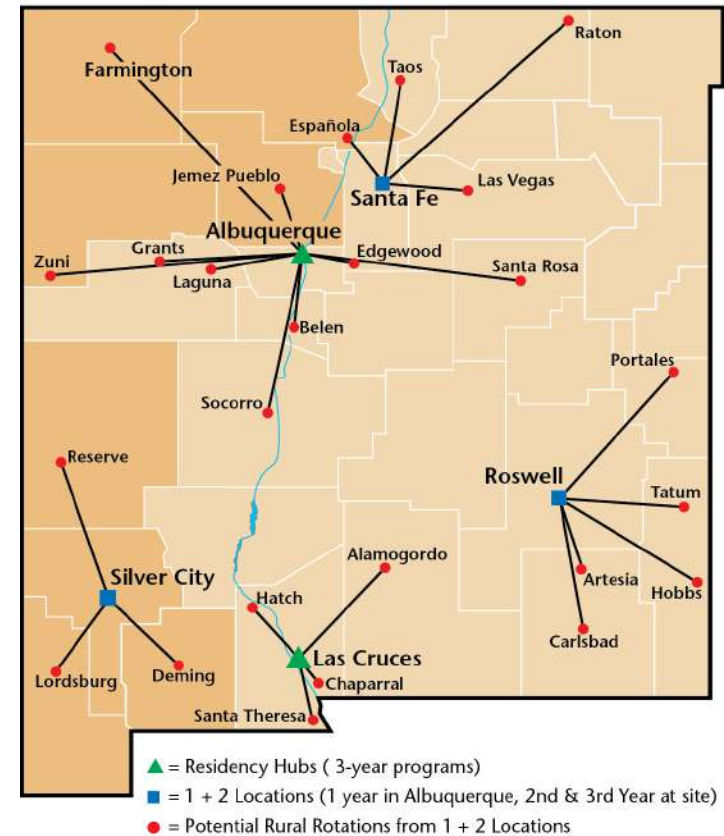 Raton
Farmington
Taos
Española
Jemez Pueblo
Las Vegas
Santa Fe
Albuquerque
Grants
Edgewood
Zuni
Santa Rosa
Laguna
Belen
Portales
Socorro
Reserve
Roswell
Tatum
Alamogordo
Silver City
Artesia
Hobbs
Hatch
Carlsbad
Las Cruces
Lordsburg
Deming
Chaparral
Santa Theresa
▲ = Residency Hubs ( 3-year programs)
■ = 1 + 2 Locations (1 year in Albuquerque, 2nd & 3rd Year at site)
● = Potential Rural Rotations from 1 + 2 Locations